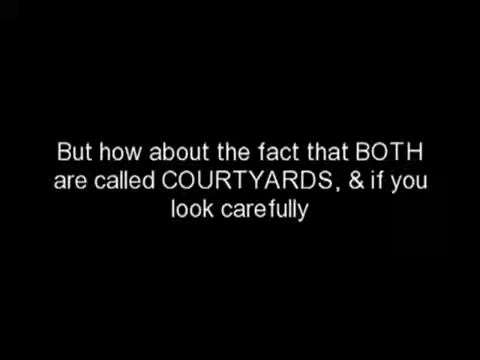 But how about the fact that BOTH
are called COURTYARDS, & if you
look carefully